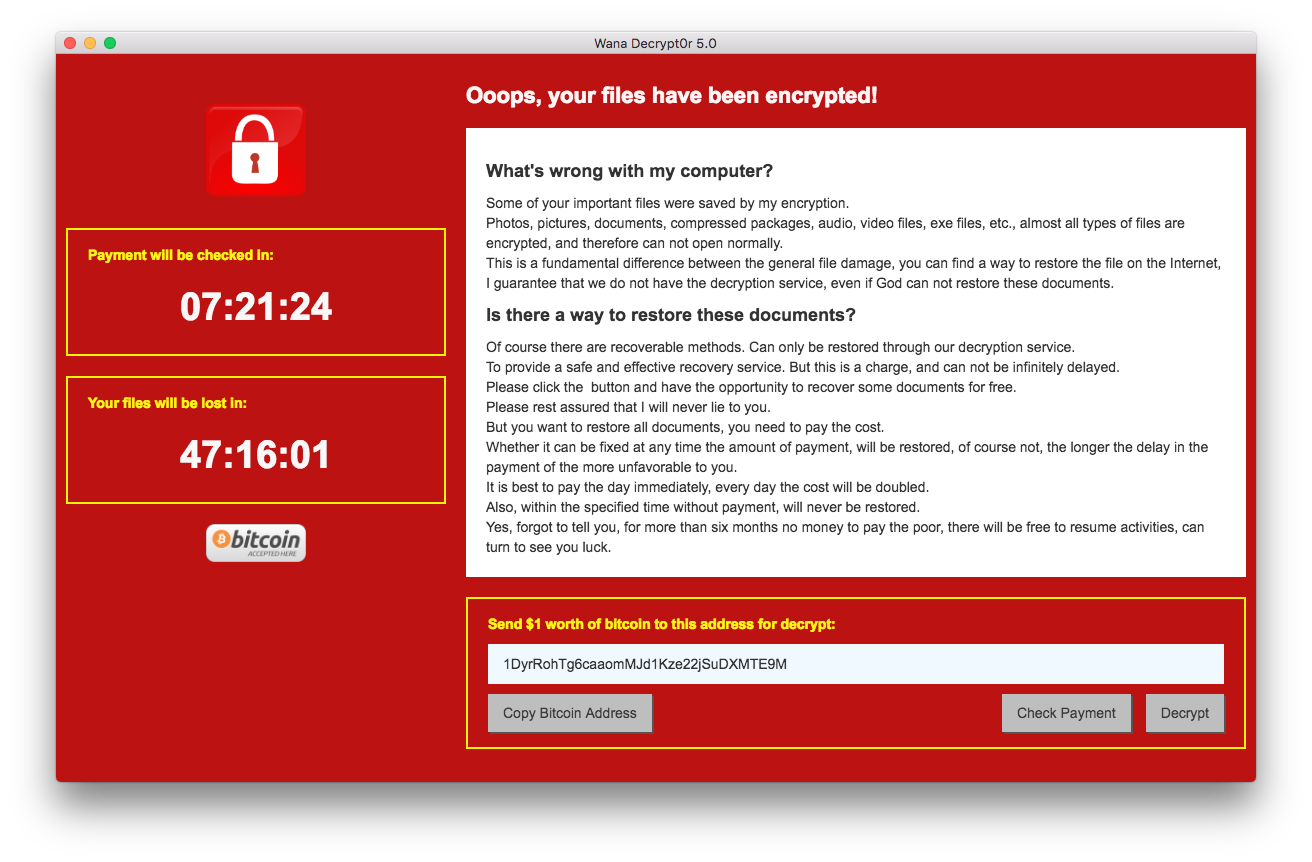 Wana Decrypt0r 5.0
Ooops, your files have been encrypted!
Payment will be checked in:
07:21:24
Your files will be lost in:
47:16:01
bitcoin
ACCEPTED HERE
What's wrong with my computer?
Some of your important files were saved by my encryption.
Photos, pictures, documents, compressed packages, audio, video files, exe files, etc., almost all types of files are
encrypted, and therefore can not open normally.
This is a fundamental difference between the general file damage, you can find a way to restore the file on the Internet,
I guarantee that we do not have the decryption service, even if God can not restore these documents.
Is there a way to restore these documents?
Of course there are recoverable methods. Can only be restored through our decryption service.
To provide a safe and effective recovery service. But this is a charge, and can not be infinitely delayed.
Please click the  button and have the opportunity to recover some documents for free.
Please rest assured that I will never lie to you.
But you want to restore all documents, you need to pay the cost.
Whether it can be fixed at any time the amount of payment, will be restored, of course not, the longer the delay in the
payment of the more unfavorable to you.
It is best to pay the day immediately, every day the cost will be doubled.
Also, within the specified time without payment, will never be restored.
Yes, forgot to tell you, for more than six months no money to pay the poor, there will be free to resume activities, can
turn to see you luck.
Send $1 worth of bitcoin to this address for decrypt:
1DyrRohTg6caaomMJd1Kze22jSuDXMTE9M
Copy Bitcoin Address
Check Payment
Decrypt